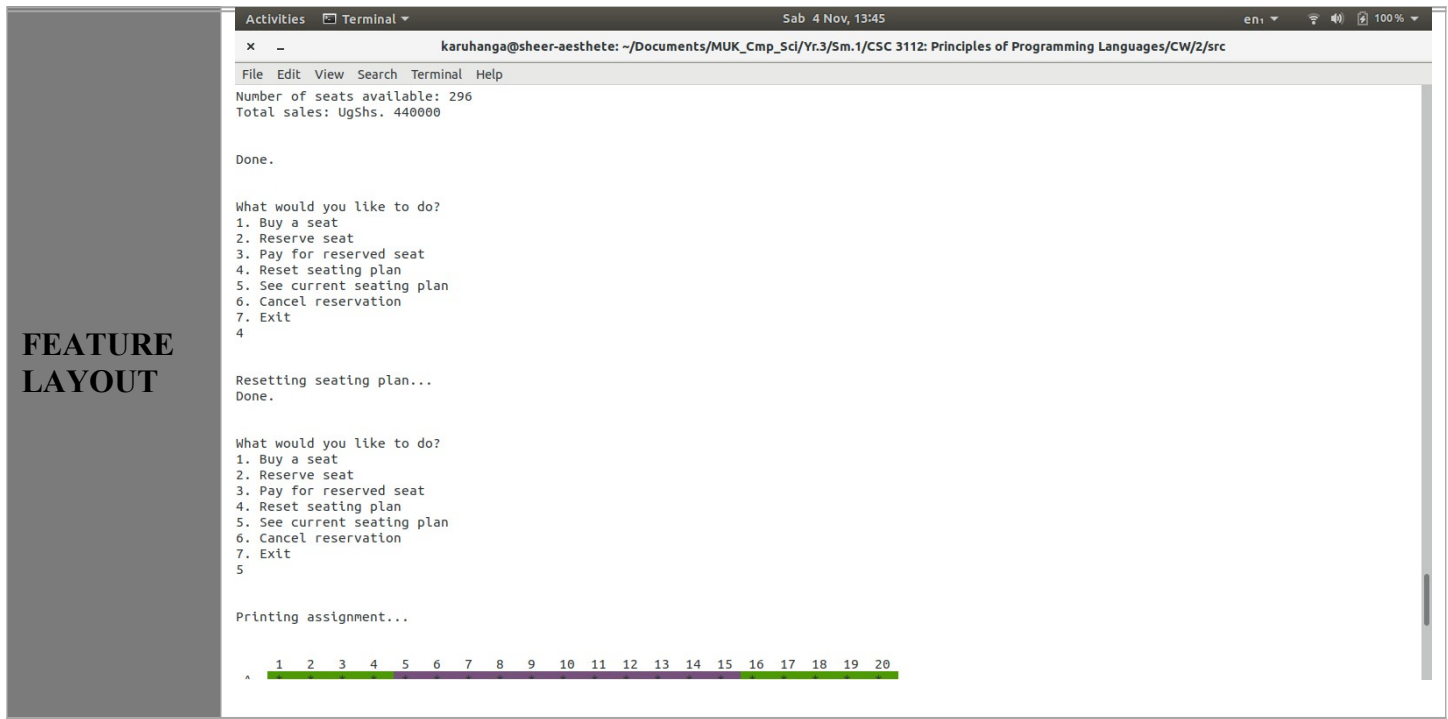 Activities Terminal Sab 4 Nov, 13:45 en₁ 100%
karuhanga@sheer-aesthete: ~/Documents/MUK_Cmp_Sci/Yr.3/Sm.1/CSC 3112: Principles of Programming Languages/CW/2/src
File Edit View Search Terminal Help
Number of seats available: 296
Total sales: UgShs. 440000
Done.
What would you like to do?
1. Buy a seat
2. Reserve seat
3. Pay for reserved seat
4. Reset seating plan
5. See current seating plan
6. Cancel reservation
7. Exit
4
FEATURE
LAYOUT
Resetting seating plan...
Done.
What would you like to do?
1. Buy a seat
2. Reserve seat
3. Pay for reserved seat
4. Reset seating plan
5. See current seating plan
6. Cancel reservation
7. Exit
5
Printing assignment...
1 2 3 4 5 6 7 8 9 10 11 12 13 14 15 16 17 18 19 20